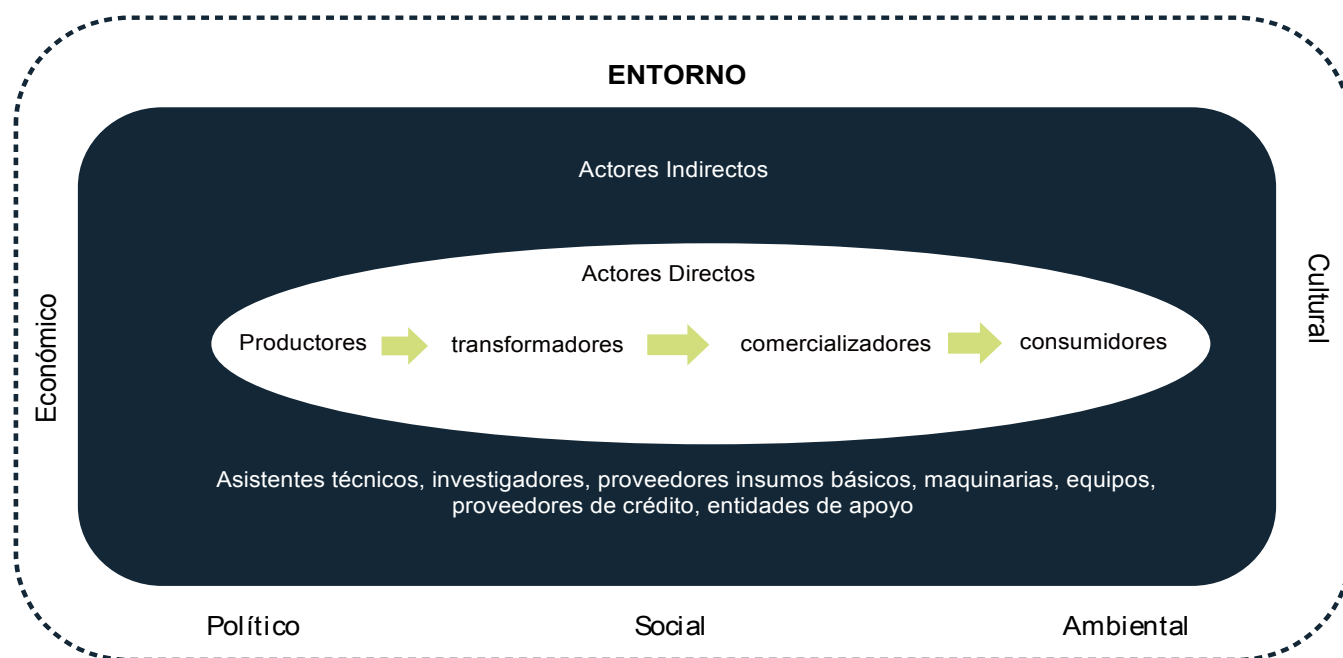 ENTORNO
Actores Indirectos
Actores Directos
Productores
transformadores
comercializadores
consumidores
Asistentes técnicos, investigadores, proveedores insumos básicos, maquinarias, equipos,
proveedores de crédito, entidades de apoyo
Económico
Cultural
Político
Social
Ambiental